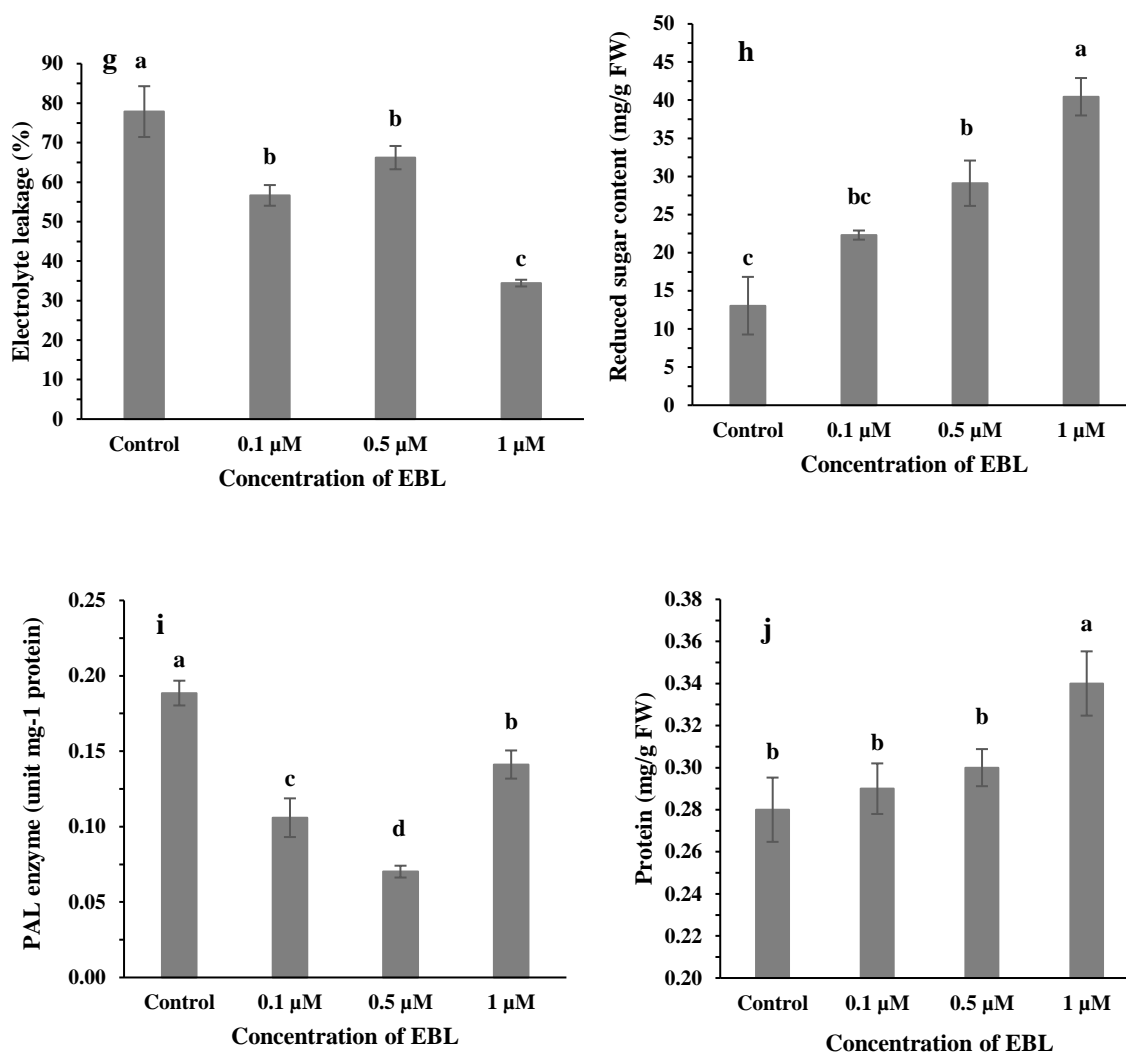 g
a
b
b
c
90
80
70
60
50
40
30
20
10
0
Electrolyte leakage (%)
Control 0.1 µM 0.5 µM 1 µM
Concentration of EBL
h
a
b
bc
c
50
45
40
35
30
25
20
15
10
5
0
Reduced sugar content (mg/g FW)
Control 0.1 µM 0.5 µM 1 µM
Concentration of EBL
i
a
b
c
d
0.25
0.20
0.15
0.10
0.05
0.00
PAL enzyme (unit mg-1 protein)
Control 0.1 µM 0.5 µM 1 µM
Concentration of EBL
j
a
b
b
b
0.38
0.36
0.34
0.32
0.30
0.28
0.26
0.24
0.22
0.20
Protein (mg/g FW)
Control 0.1 µM 0.5 µM 1 µM
Concentration of EBL